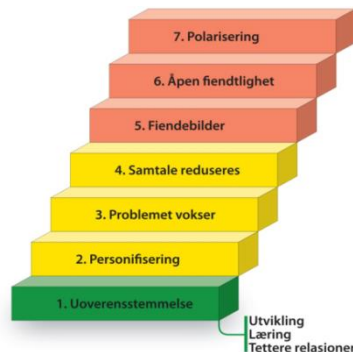 7. Polarisering
6. Åpen fiendtlighet
5. Fiendebilder
4. Samtale reduseres
3. Problemet vokser
2. Personifisering
1. Uoverensstemmelse
Utvikling
Læring
Tettere relasjoner